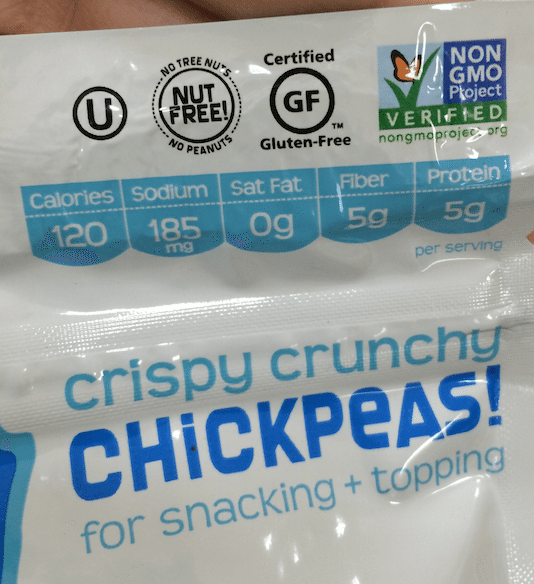 U
NO TREE NUTS
NUT
FREE!
NO PEANUTS
Certified
GF
TM
Gluten-Free
NON
GMO
Project
VERIFIED
nongmoproject.org
Calories Sodium Sat Fat Fiber Protein
120 185 mg 0g 5g 5g
per serving
crispy crunchy
CHiCKPeAS!
for snacking + topping